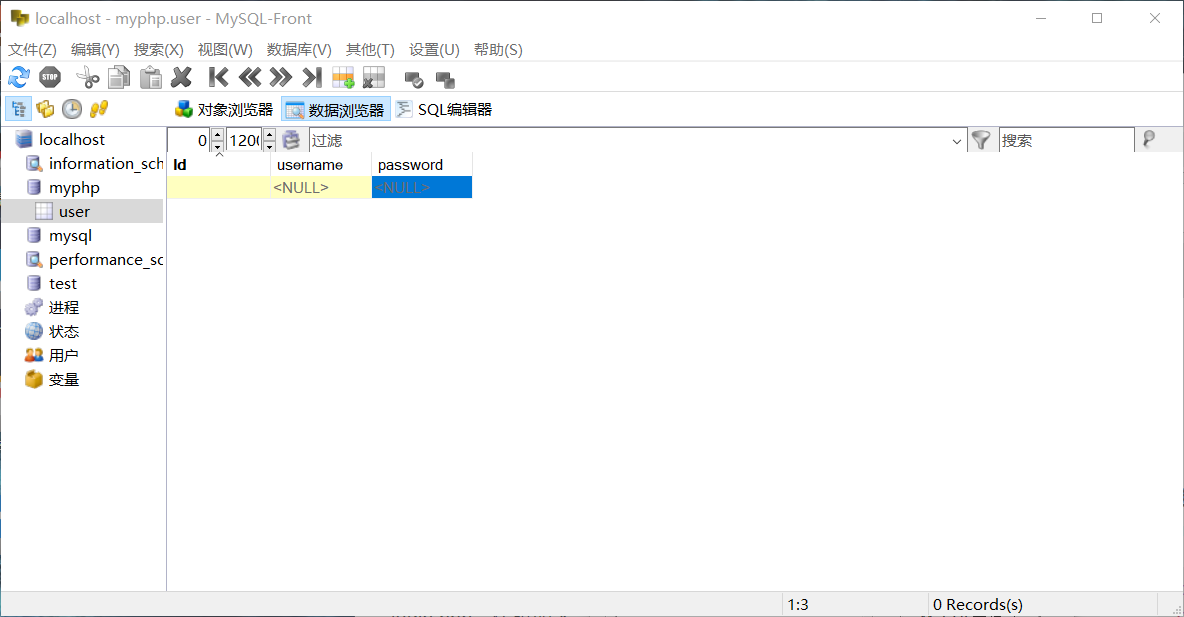 localhost - myphp.user - MySQL-Front
文件(Z) 编辑(Y) 搜索(X) 视图(W) 数据库(V) 其他(T) 设置(U) 帮助(S)
STOP
对象浏览器 数据浏览器 SQL编辑器
localhost 0 1200 过滤 搜索
information_sch Id username password
myphp <NULL> <NULL>
user
mysql
performance_sc
test
进程
状态
用户
变量
1:3 0 Records(s)